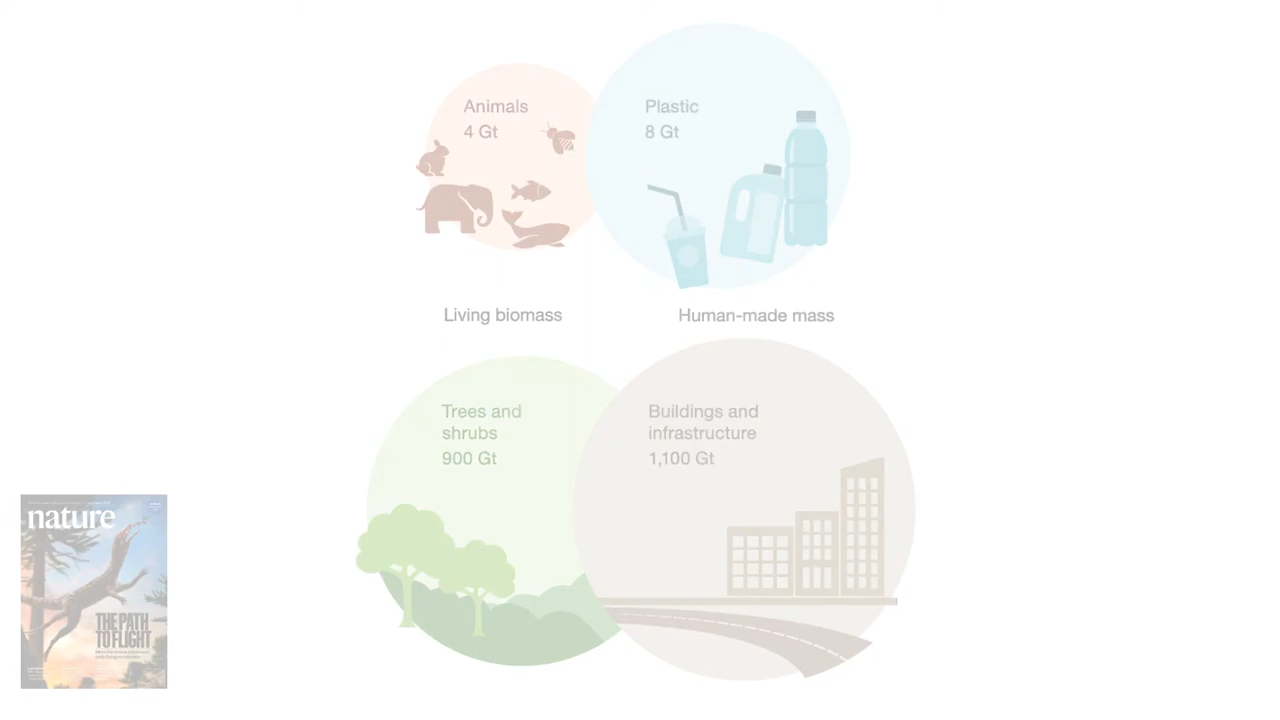 Animals
4 Gt
Plastic
8 Gt
Living biomass
Human-made mass
Trees and
shrubs
900 Gt
Buildings and
infrastructure
1,100 Gt
nature
THE PATH
TO FLIGHT